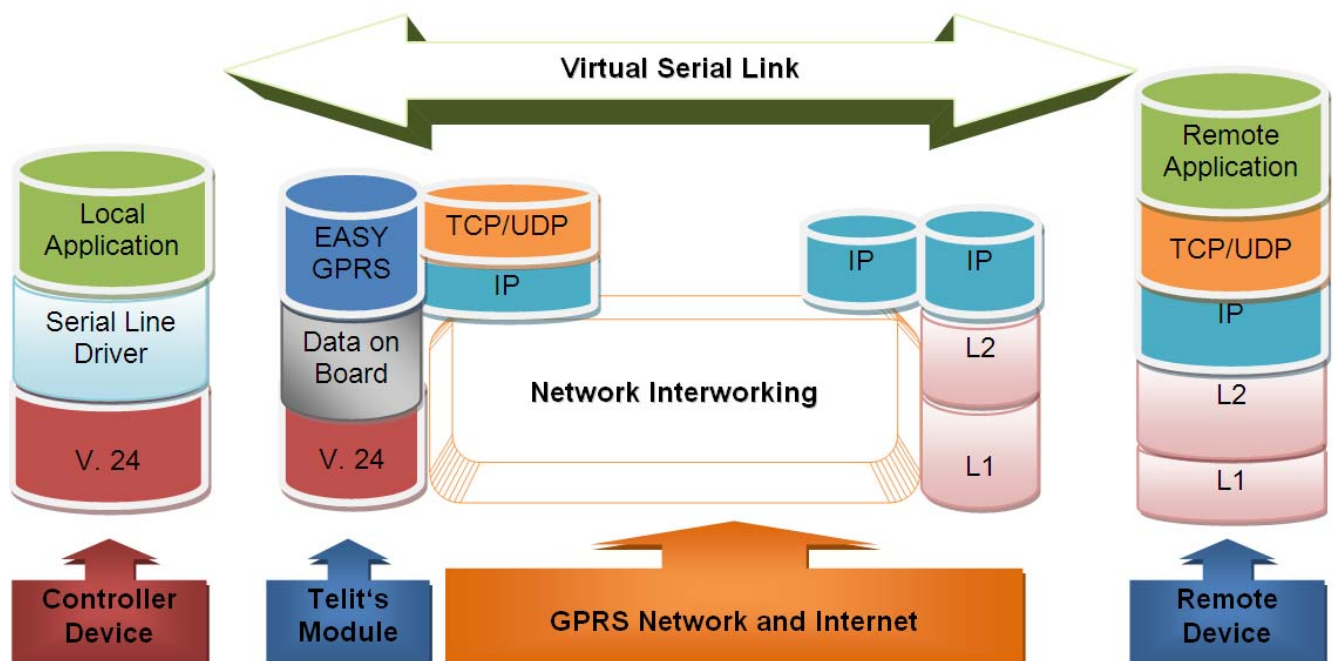 Virtual Serial Link
Local
Application
Serial Line
Driver
V. 24
Controller
Device
EASY
GPRS
Data on
Board
V. 24
Telit's
Module
TCP/UDP
IP
Network Interworking
IP
IP
L2
L1
GPRS Network and Internet
Remote
Application
TCP/UDP
IP
L2
L1
Remote
Device